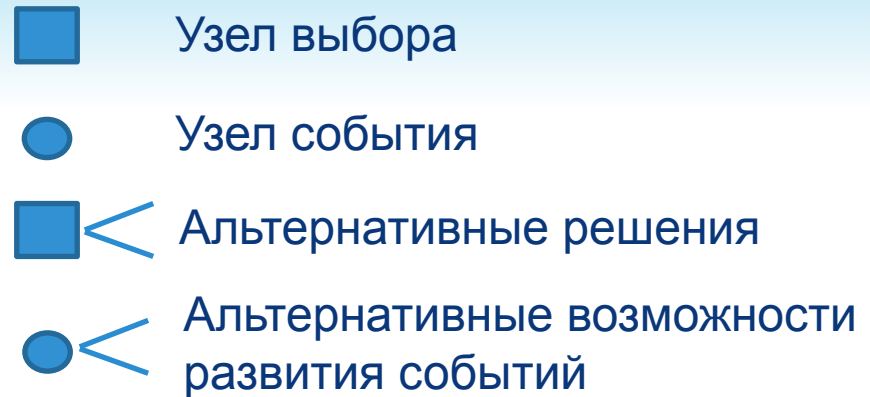 Узел выбора
Узел события
Альтернативные решения
Альтернативные возможности
развития событий